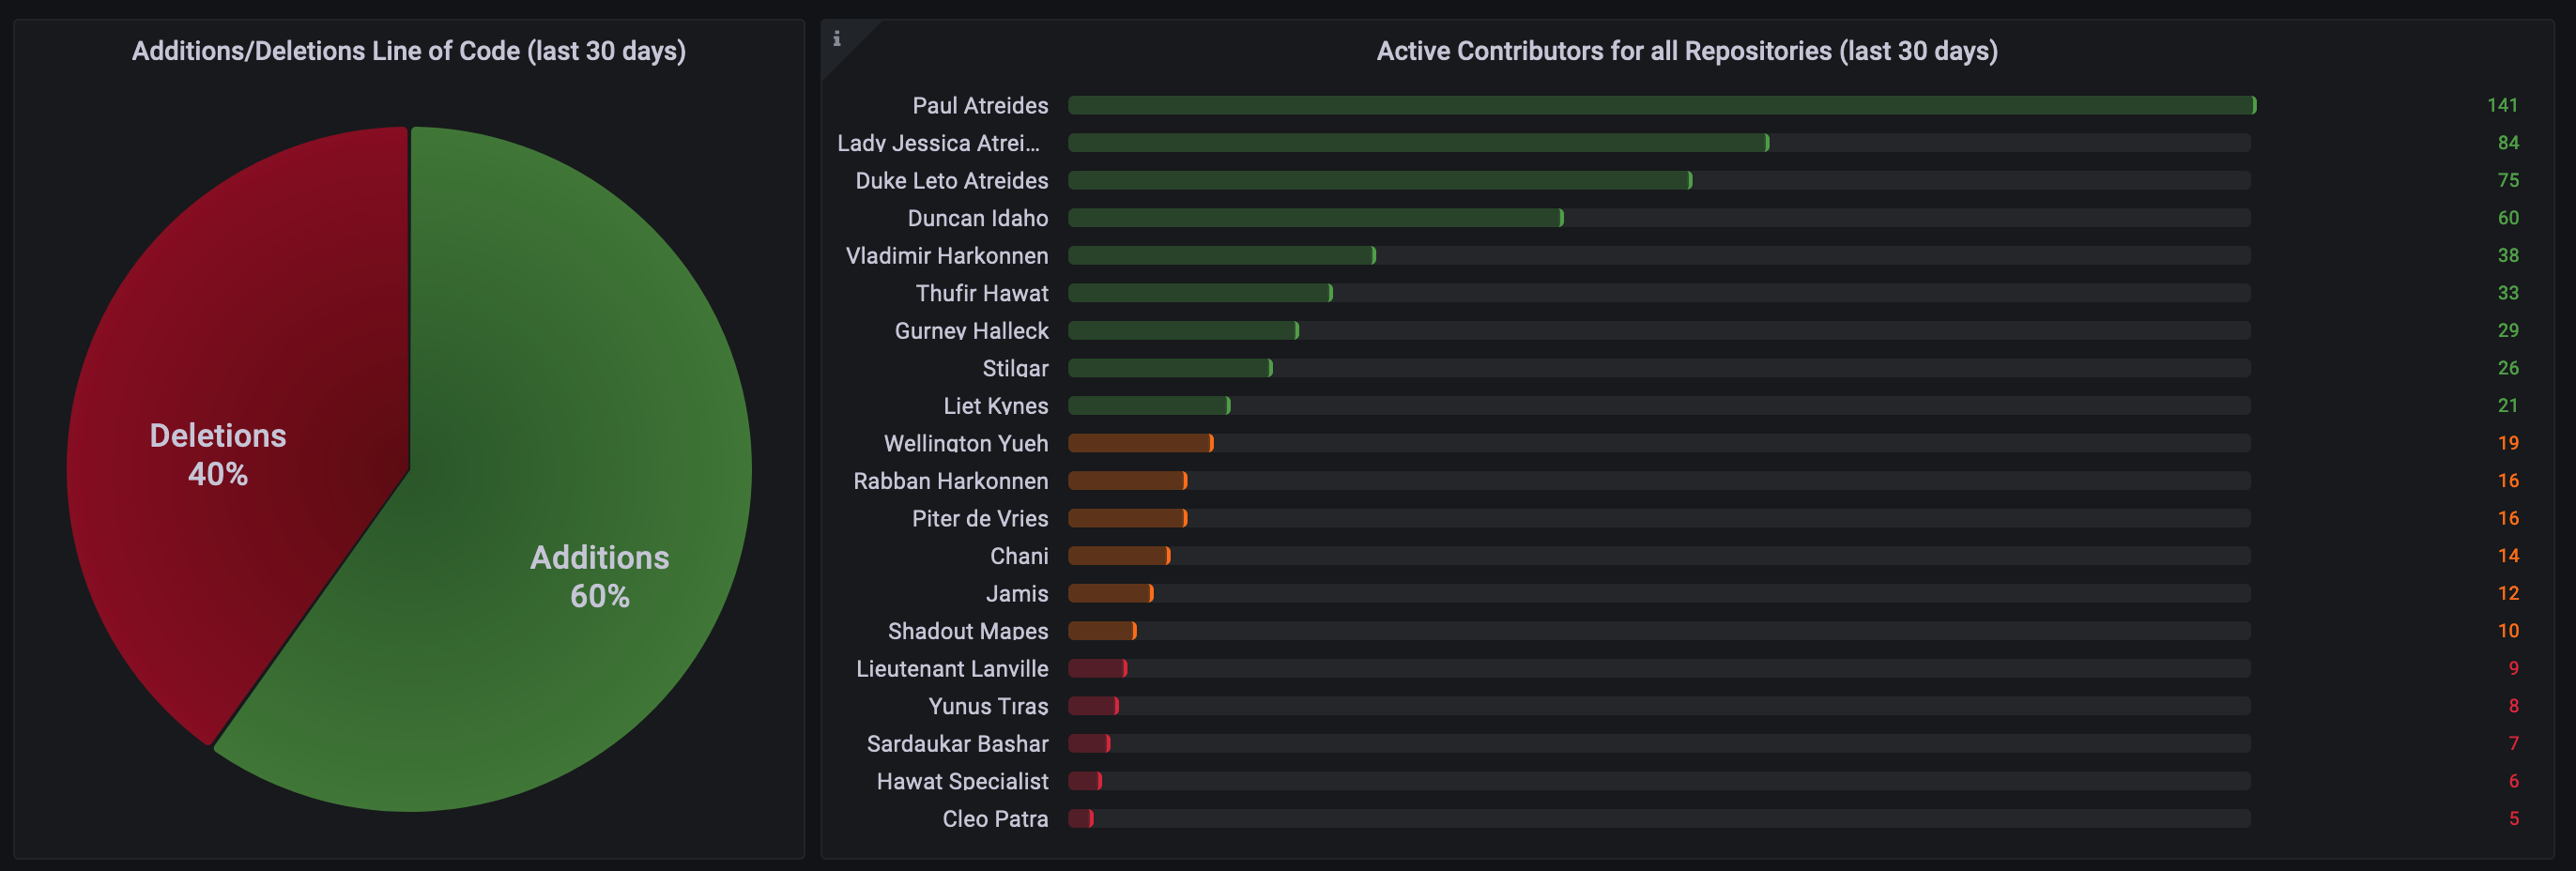 Additions/Deletions Line of Code (last 30 days)
Deletions
40%
Additions
60%
i
Active Contributors for all Repositories (last 30 days)
Paul Atreides 141
Lady Jessica Atrei... 84
Duke Leto Atreides 75
Duncan Idaho 60
Vladimir Harkonnen 38
Thufir Hawat 33
Gurney Halleck 29
Stilgar 26
Liet Kynes 21
Wellington Yueh 19
Rabban Harkonnen 16
Piter de Vries 16
Chani 14
Jamis 12
Shadout Mapes 10
Lieutenant Lanville 9
Yunus Tıraş 8
Sardaukar Bashar 7
Hawat Specialist 6
Cleo Patra 5